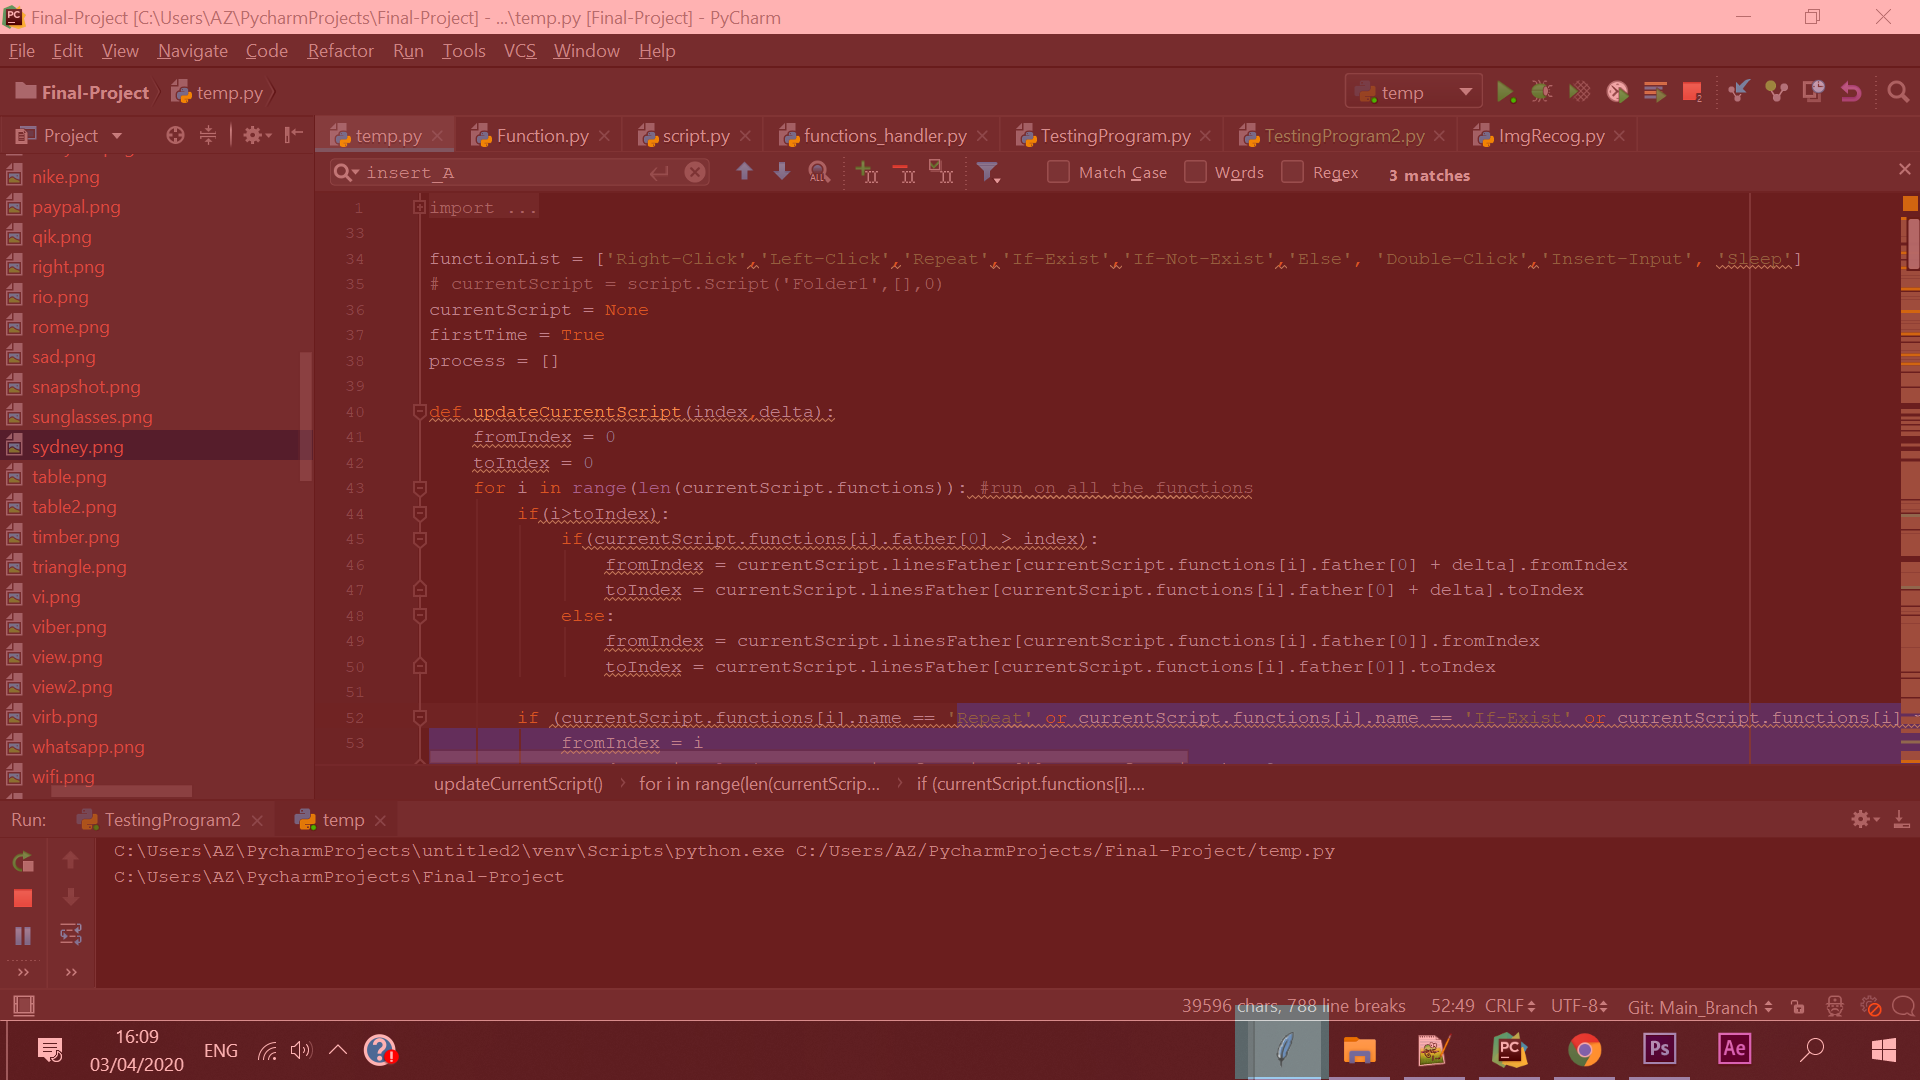 Final-Project [C:\Users\AZ\PycharmProjects\Final-Project] - ...\temp.py [Final-Project] - PyCharm
File Edit View Navigate Code Refactor Run Tools VCS Window Help
Final-Project temp.py temp
Project
temp.py Function.py script.py functions_handler.py TestingProgram.py TestingProgram2.py ImgRecog.py
insert_A Match Case Words Regex 3 matches
nike.png
paypal.png
qik.png
right.png
rio.png
rome.png
sad.png
snapshot.png
sunglasses.png
sydney.png
table.png
table2.png
timber.png
triangle.png
vi.png
viber.png
view.png
view2.png
virb.png
whatsapp.png
wifi.png
1 import ...
33
34 functionList = ['Right-Click','Left-Click','Repeat','If-Exist','If-Not-Exist','Else', 'Double-Click','Insert-Input', 'Sleep']
35 # currentScript = script.Script('Folder1',[],0)
36 currentScript = None
37 firstTime = True
38 process = []
39
40 def updateCurrentScript(index,delta):
41 fromIndex = 0
42 toIndex = 0
43 for i in range(len(currentScript.functions)): #run on all the functions
44 if(i>toIndex):
45 if(currentScript.functions[i].father[0] > index):
46 fromIndex = currentScript.linesFather[currentScript.functions[i].father[0] + delta].fromIndex
47 toIndex = currentScript.linesFather[currentScript.functions[i].father[0] + delta].toIndex
48 else:
49 fromIndex = currentScript.linesFather[currentScript.functions[i].father[0]].fromIndex
50 toIndex = currentScript.linesFather[currentScript.functions[i].father[0]].toIndex
51
52 if (currentScript.functions[i].name == 'Repeat' or currentScript.functions[i].name == 'If-Exist' or currentScript.functions[i]
53 fromIndex = i
updateCurrentScript() for i in range(len(currentScrip... if (currentScript.functions[i]....
Run: TestingProgram2 temp
C:\Users\AZ\PycharmProjects\untitled2\venv\Scripts\python.exe C:/Users/AZ/PycharmProjects/Final-Project/temp.py
C:\Users\AZ\PycharmProjects\Final-Project
39596 chars, 788 line breaks 52:49 CRLF UTF-8 Git: Main_Branch
16:09
03/04/2020
ENG
PC Ps Ae